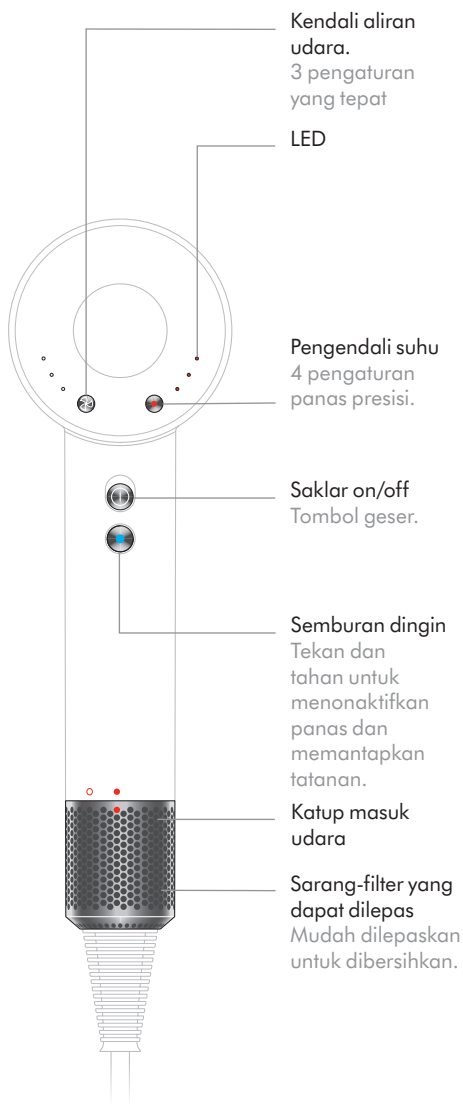 Kendali aliran
udara.
3 pengaturan
yang tepat
LED
Pengendali suhu
4 pengaturan
panas presisi.
Saklar on/off
Tombol geser.
Semburan dingin
Tekan dan
tahan untuk
menonaktifkan
panas dan
memantapkan
tatanan.
Katup masuk
udara
Sarang-filter yang
dapat dilepas
Mudah dilepaskan
untuk dibersihkan.